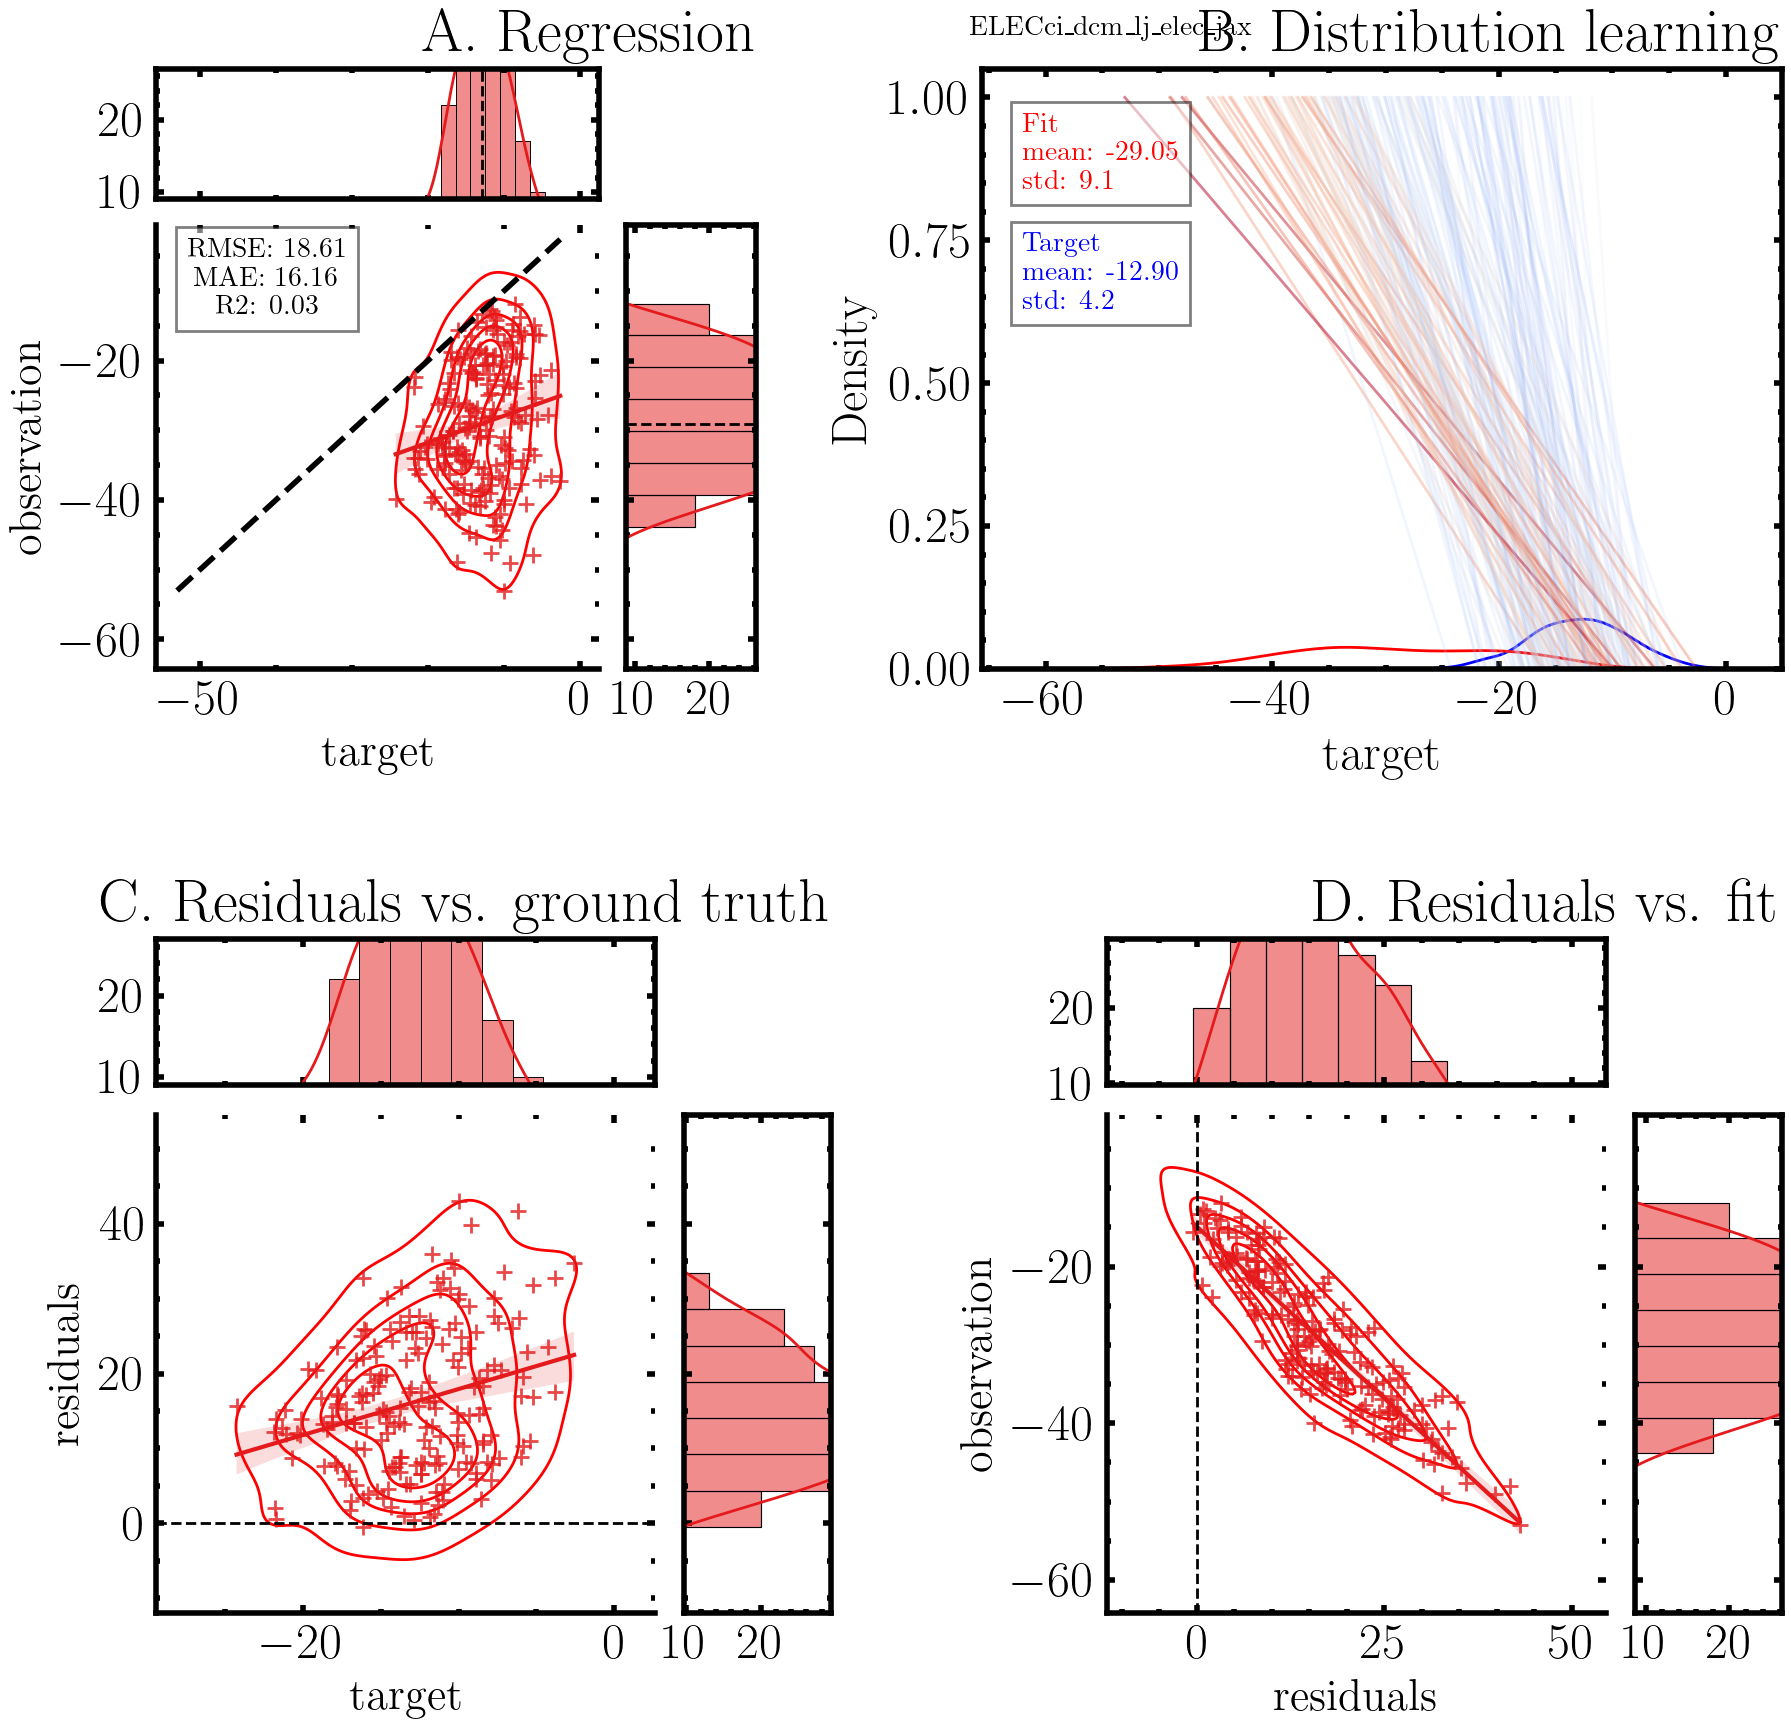 A. Regression
20
10
RMSE: 18.61
MAE: 16.16
R2: 0.03
observation
−20
−40
−60
−50
0
10
20
target
ELECci_dcm_lj_elec_jax
B. Distribution learning
1.00
0.75
0.50
0.25
0.00
Density
Fit
mean: -29.05
std: 9.1
Target
mean: -12.90
std: 4.2
−60
−40
−20
0
target
C. Residuals vs. ground truth
20
10
residuals
40
20
0
−20
0
10
20
target
D. Residuals vs. fit
20
10
observation
−20
−40
−60
0
25
50
10
20
residuals